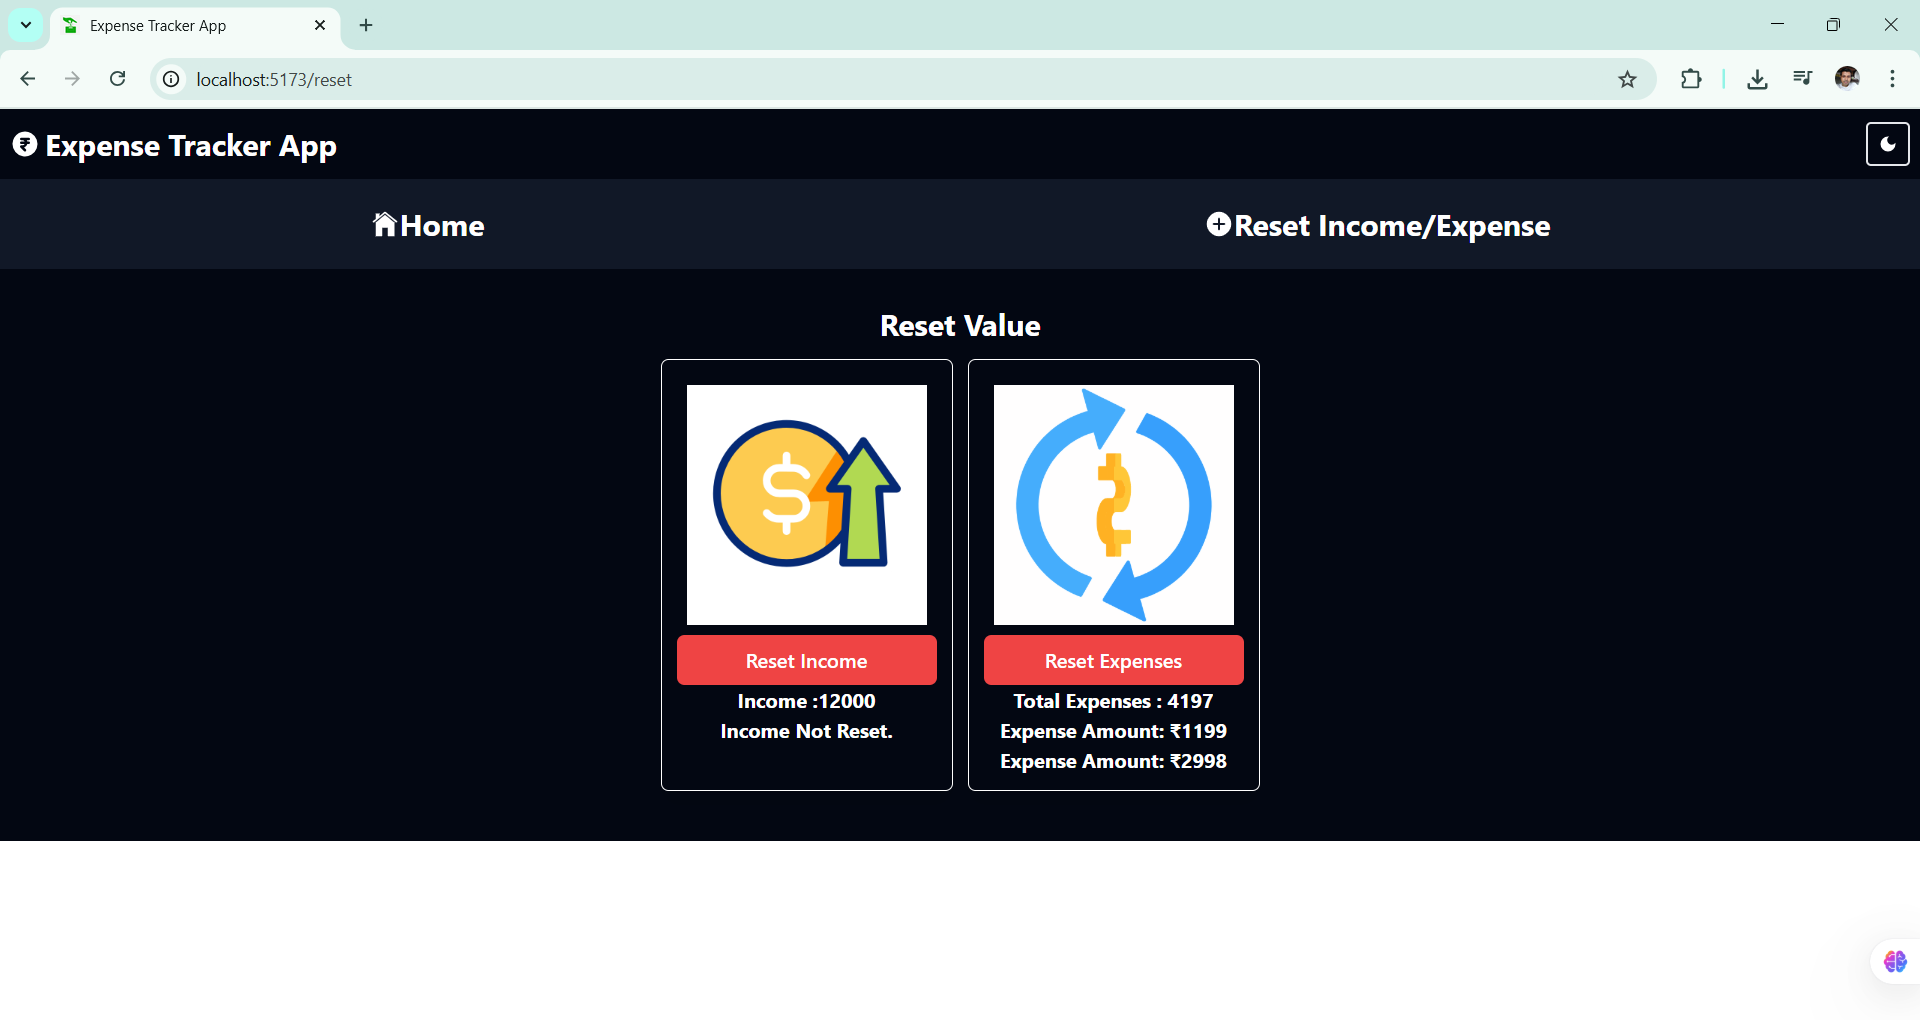 Expense Tracker App
localhost:5173/reset
Expense Tracker App
Home
Reset Income/Expense
Reset Value
Reset Income
Income :12000
Income Not Reset.
Reset Expenses
Total Expenses : 4197
Expense Amount: ₹1199
Expense Amount: ₹2998